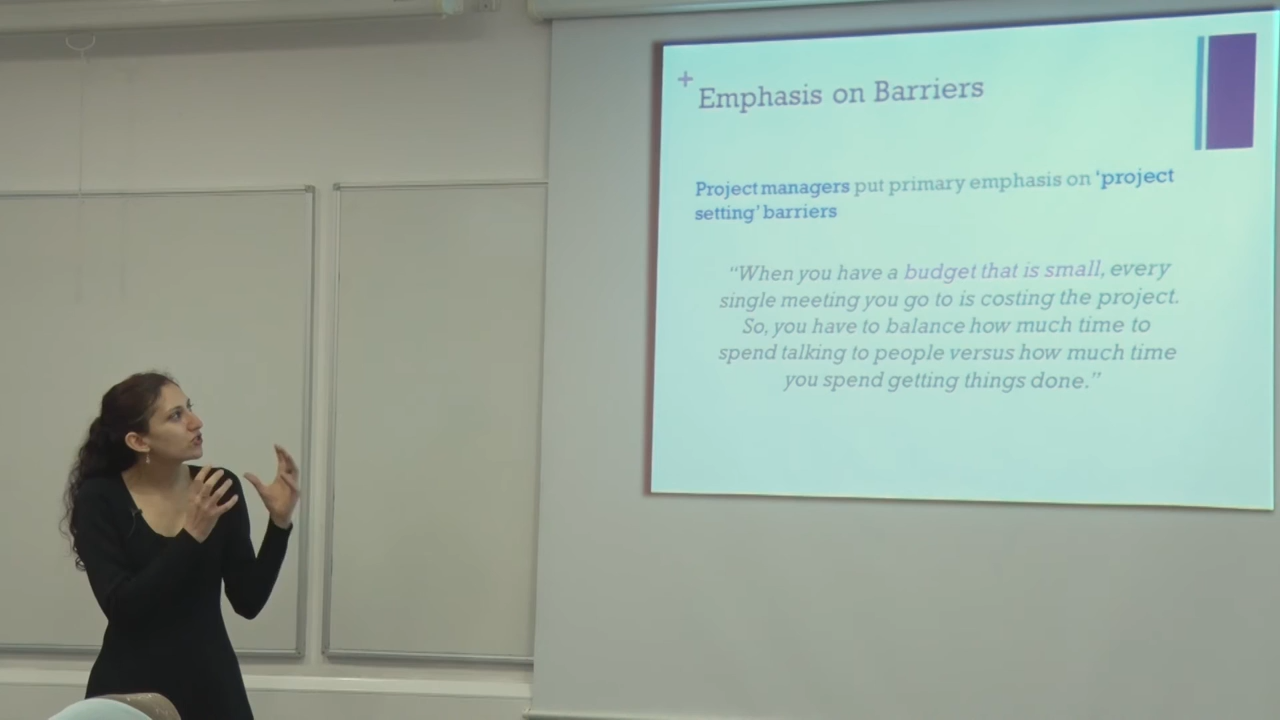 +
Emphasis on Barriers
Project managers put primary emphasis on ‘project
setting’ barriers
“When you have a budget that is small, every
single meeting you go to is costing the project.
So, you have to balance how much time to
spend talking to people versus how much time
you spend getting things done.”